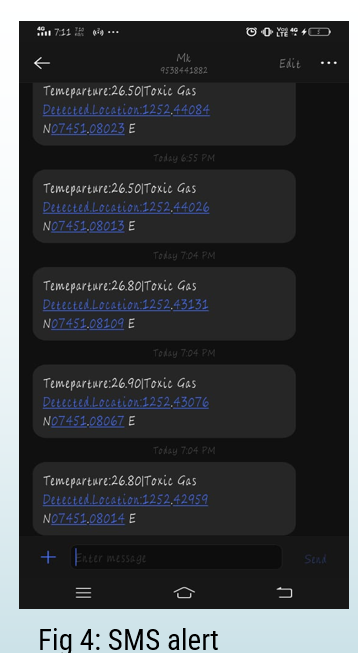 4G 7:11
Mk
9538441882
Edit
Temeparture:26.50|Toxic Gas
Detected.Location:1252.44084
N07451.08023 E
Today 6:55 PM
Temeparture:26.50|Toxic Gas
Detected.Location:1252.44026
N07451.08013 E
Today 7:04 PM
Temeparture:26.80|Toxic Gas
Detected.Location:1252.43131
N07451.08109 E
Today 7:04 PM
Temeparture:26.90|Toxic Gas
Detected.Location:1252.43076
N07451.08067 E
Today 7:04 PM
Temeparture:26.80|Toxic Gas
Detected.Location:1252.42959
N07451.08014 E
Enter message
Send
Fig 4: SMS alert